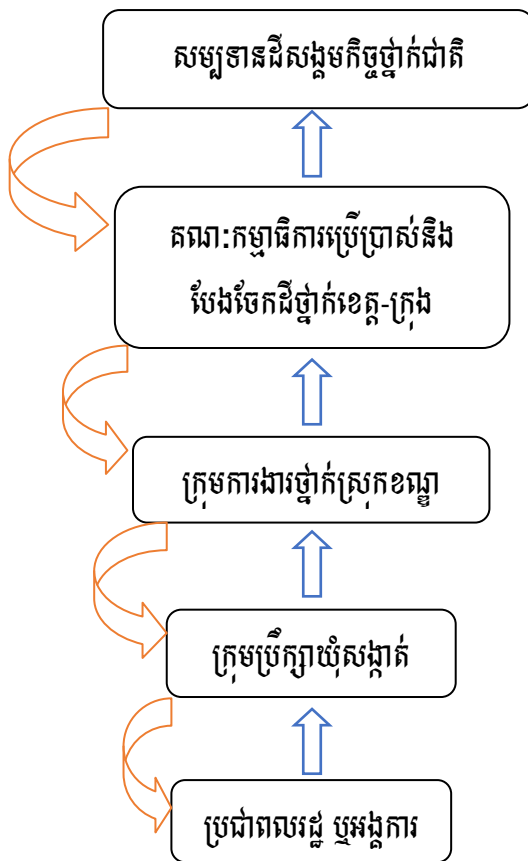 សម្បទានដីសង្គមកិច្ចថ្នាក់ជាតិ
គណៈកម្មាធិការប្រើប្រាស់និង
បែងចែកដីថ្នាក់ខេត្ត-ក្រុង
ក្រុមការងារថ្នាក់ស្រុកខណ្ឌ
ក្រុមប្រឹក្សាឃុំសង្កាត់
ប្រជាពលរដ្ឋ ឬអង្គការ